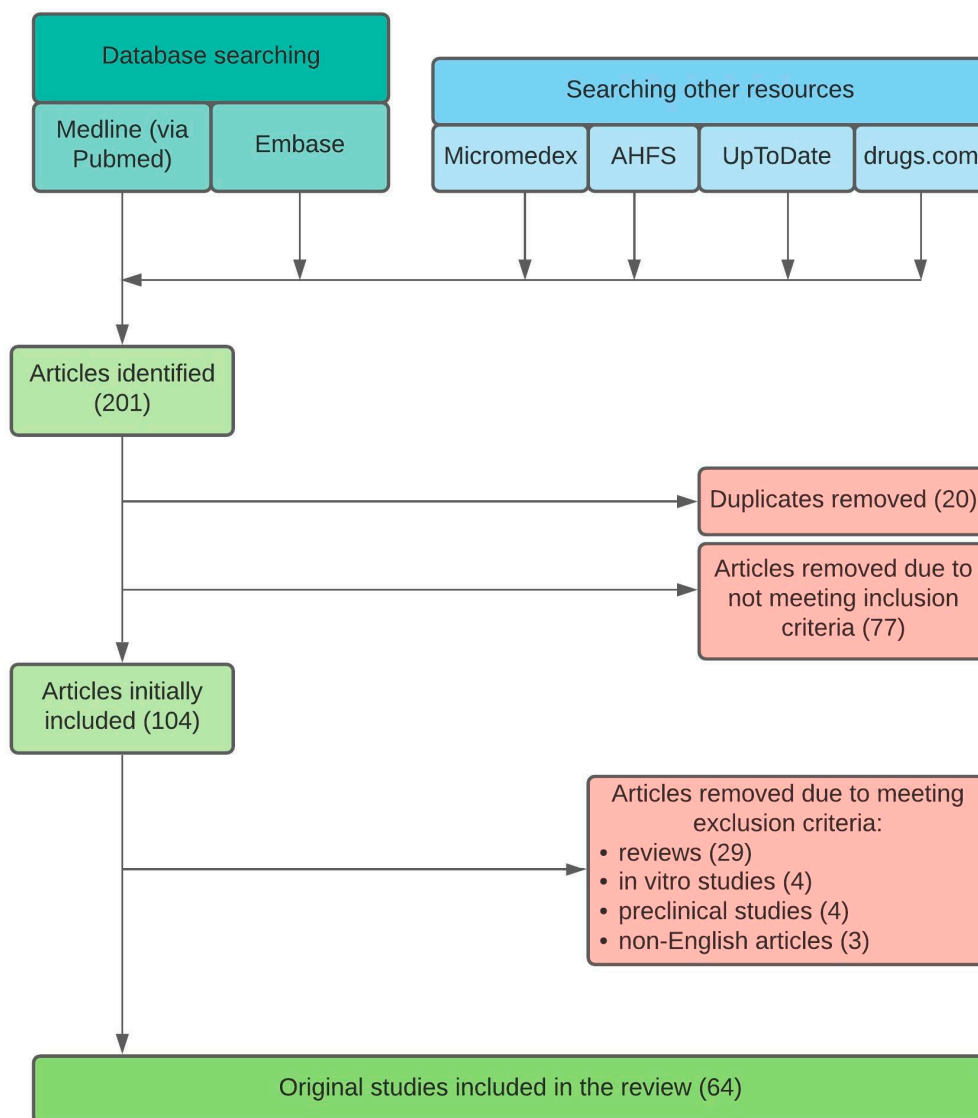 Database searching
Medline (via
Pubmed)
Embase
Searching other resources
Micromedex
AHFS
UpToDate
drugs.com
Articles identified
(201)
Duplicates removed (20)
Articles removed due to
not meeting inclusion
criteria (77)
Articles initially
included (104)
Articles removed due to meeting
exclusion criteria:
• reviews (29)
• in vitro studies (4)
• preclinical studies (4)
• non-English articles (3)
Original studies included in the review (64)